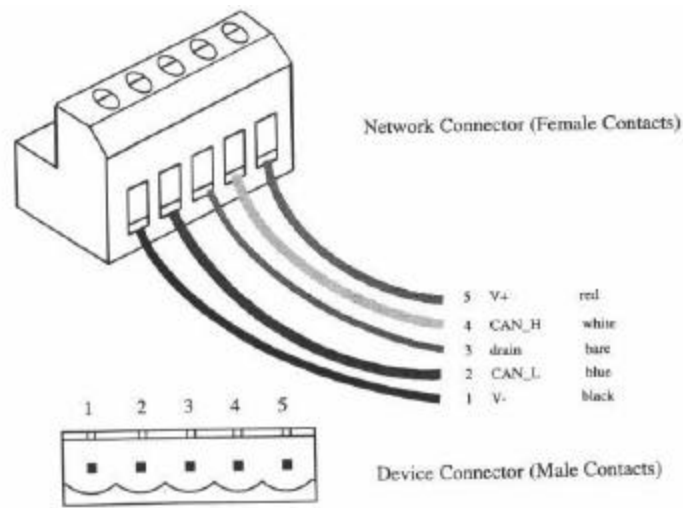 Network Connector (Female Contacts)
5 V+ red
4 CAN_H white
3 drain bare
2 CAN_L blue
1 V- black
1 2 3 4 5
Device Connector (Male Contacts)